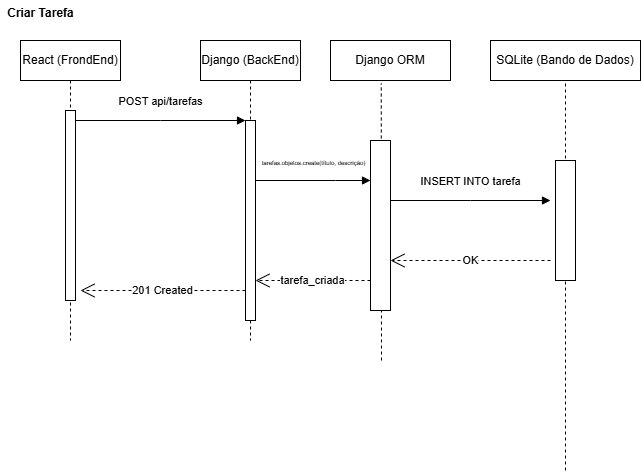 Criar Tarefa
React (FrondEnd)
Django (BackEnd)
Django ORM
SQLite (Bando de Dados)
POST api/tarefas
tarefas.objetos.create(titulo, descrição)
INSERT INTO tarefa
OK
tarefa_criada
201 Created